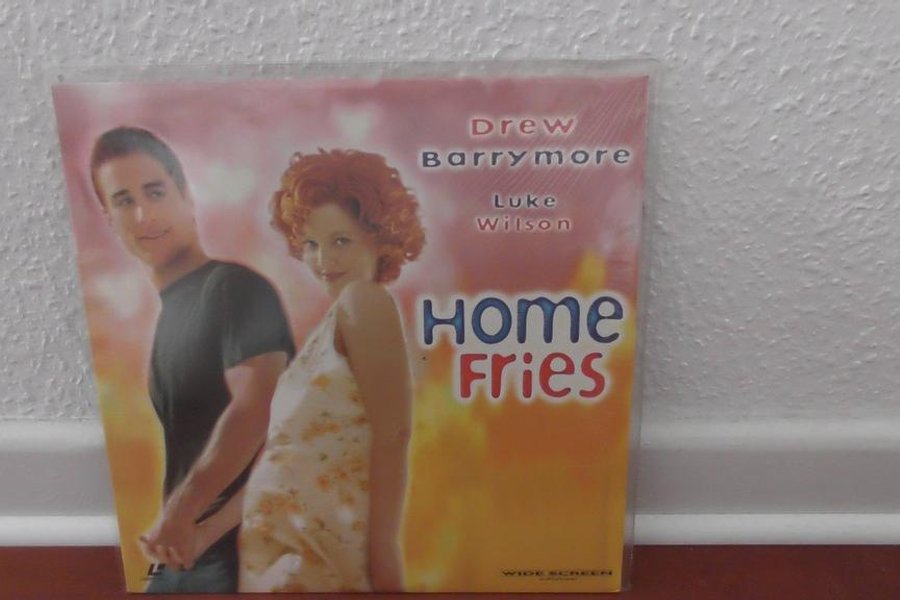 Drew
Barrymore
Luke
Wilson
Home
Fries
WIDE SCREEN